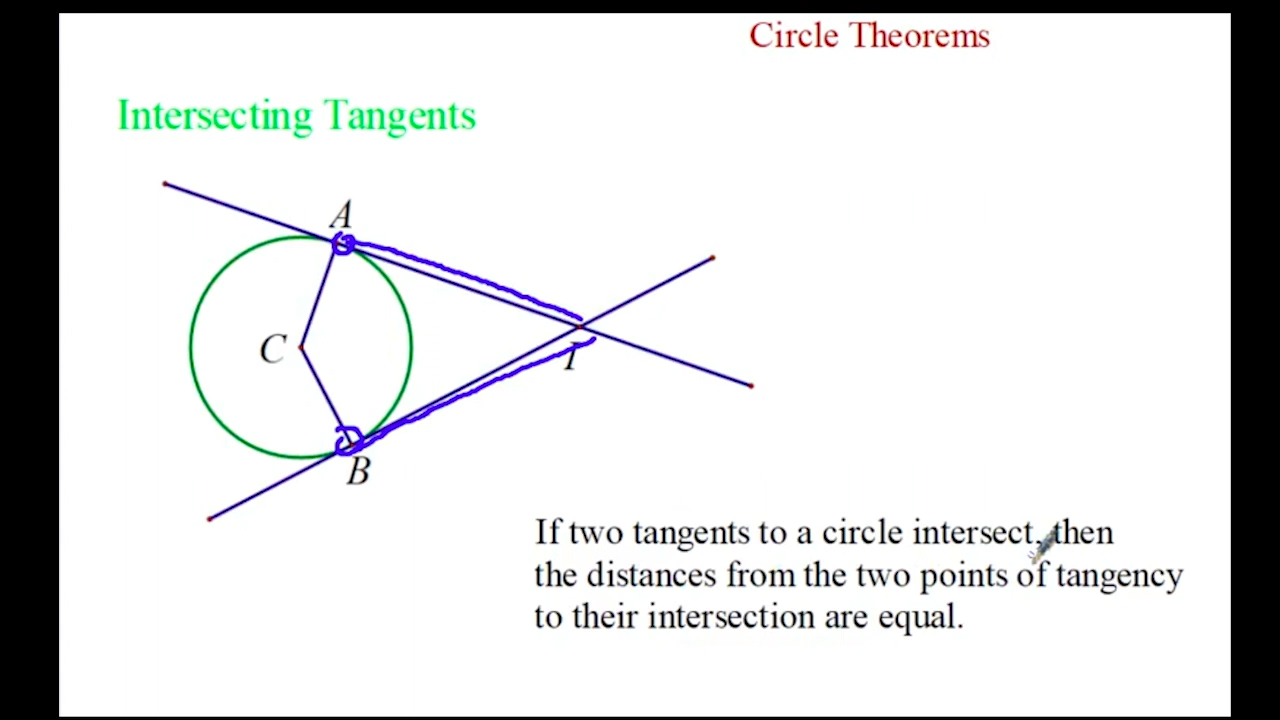 Circle Theorems
Intersecting Tangents
A
C
I
B
If two tangents to a circle intersect, then
the distances from the two points of tangency
to their intersection are equal.